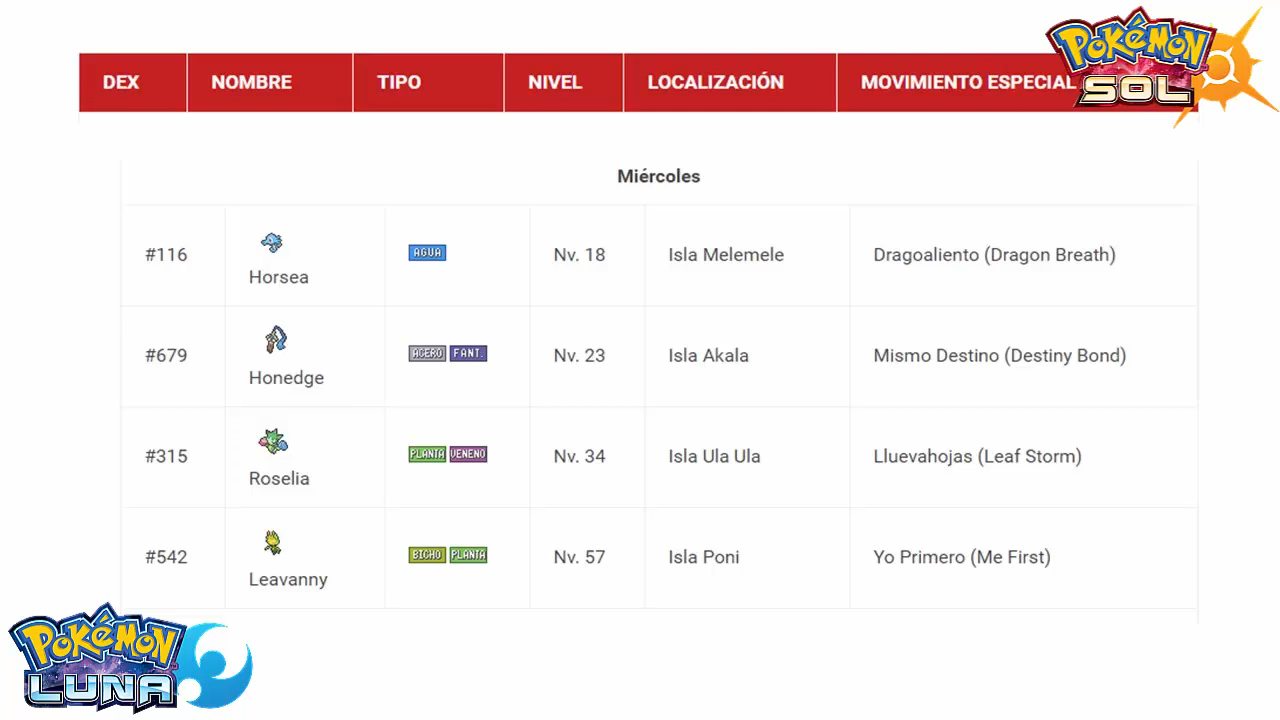 POKÉMON
SOL
DEX NOMBRE TIPO NIVEL LOCALIZACIÓN MOVIMIENTO ESPECIAL
Miércoles
#116 Horsea AGUA Nv. 18 Isla Melemele Dragoaliento (Dragon Breath)
#679 Honedge ACERO FANT. Nv. 23 Isla Akala Mismo Destino (Destiny Bond)
#315 Roselia PLANTA VENENO Nv. 34 Isla Ula Ula Lluevahojas (Leaf Storm)
#542 Leavanny BICHO PLANTA Nv. 57 Isla Poni Yo Primero (Me First)
POKÉMON
LUNA